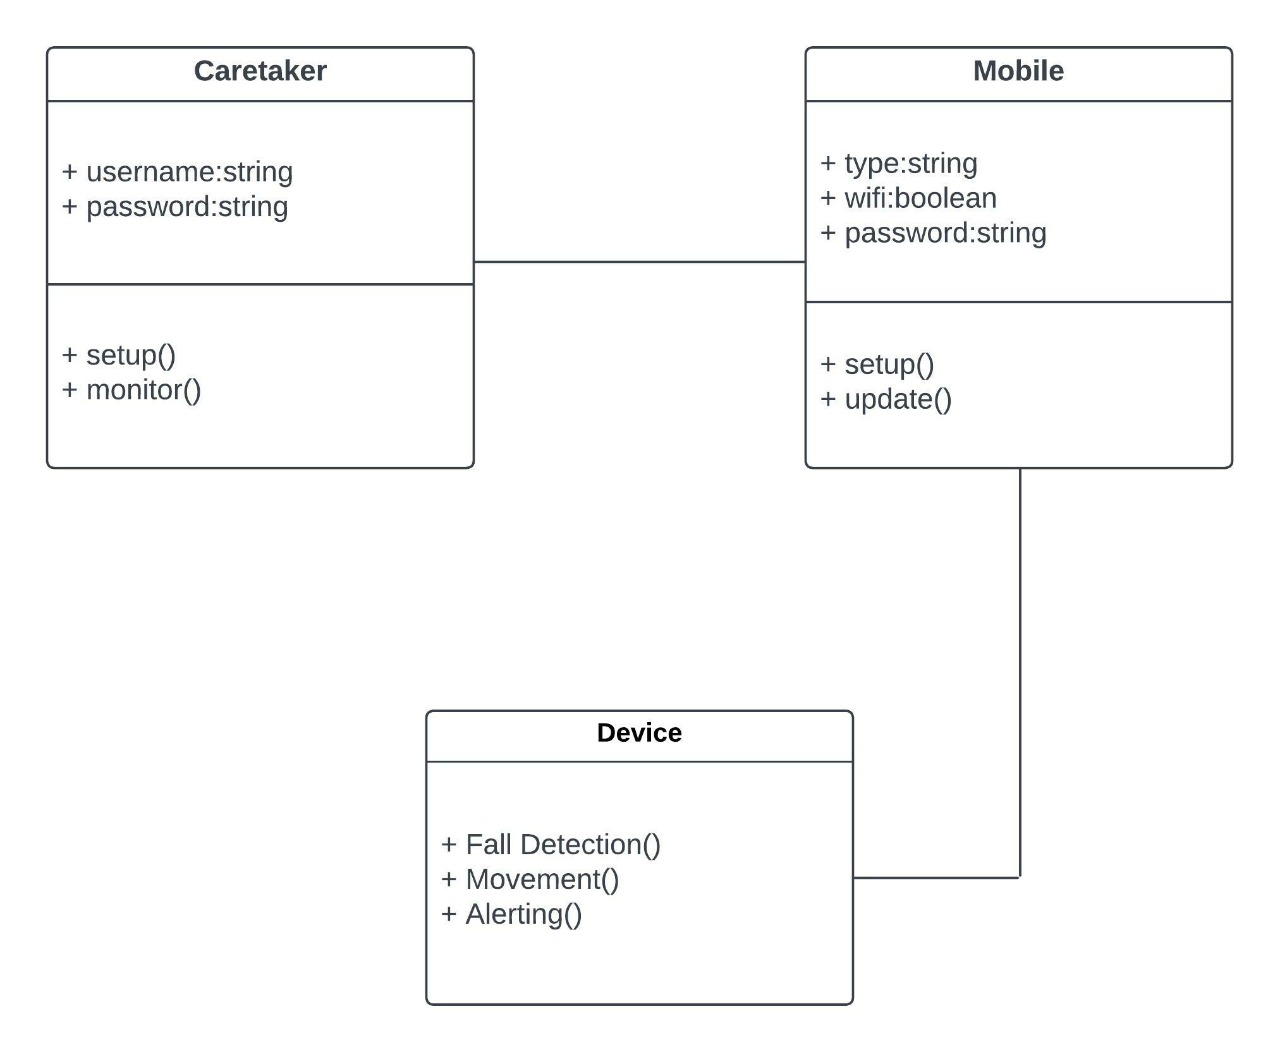 Caretaker
+ username:string
+ password:string
+ setup()
+ monitor()
Mobile
+ type:string
+ wifi:boolean
+ password:string
+ setup()
+ update()
Device
+ Fall Detection()
+ Movement()
+ Alerting()